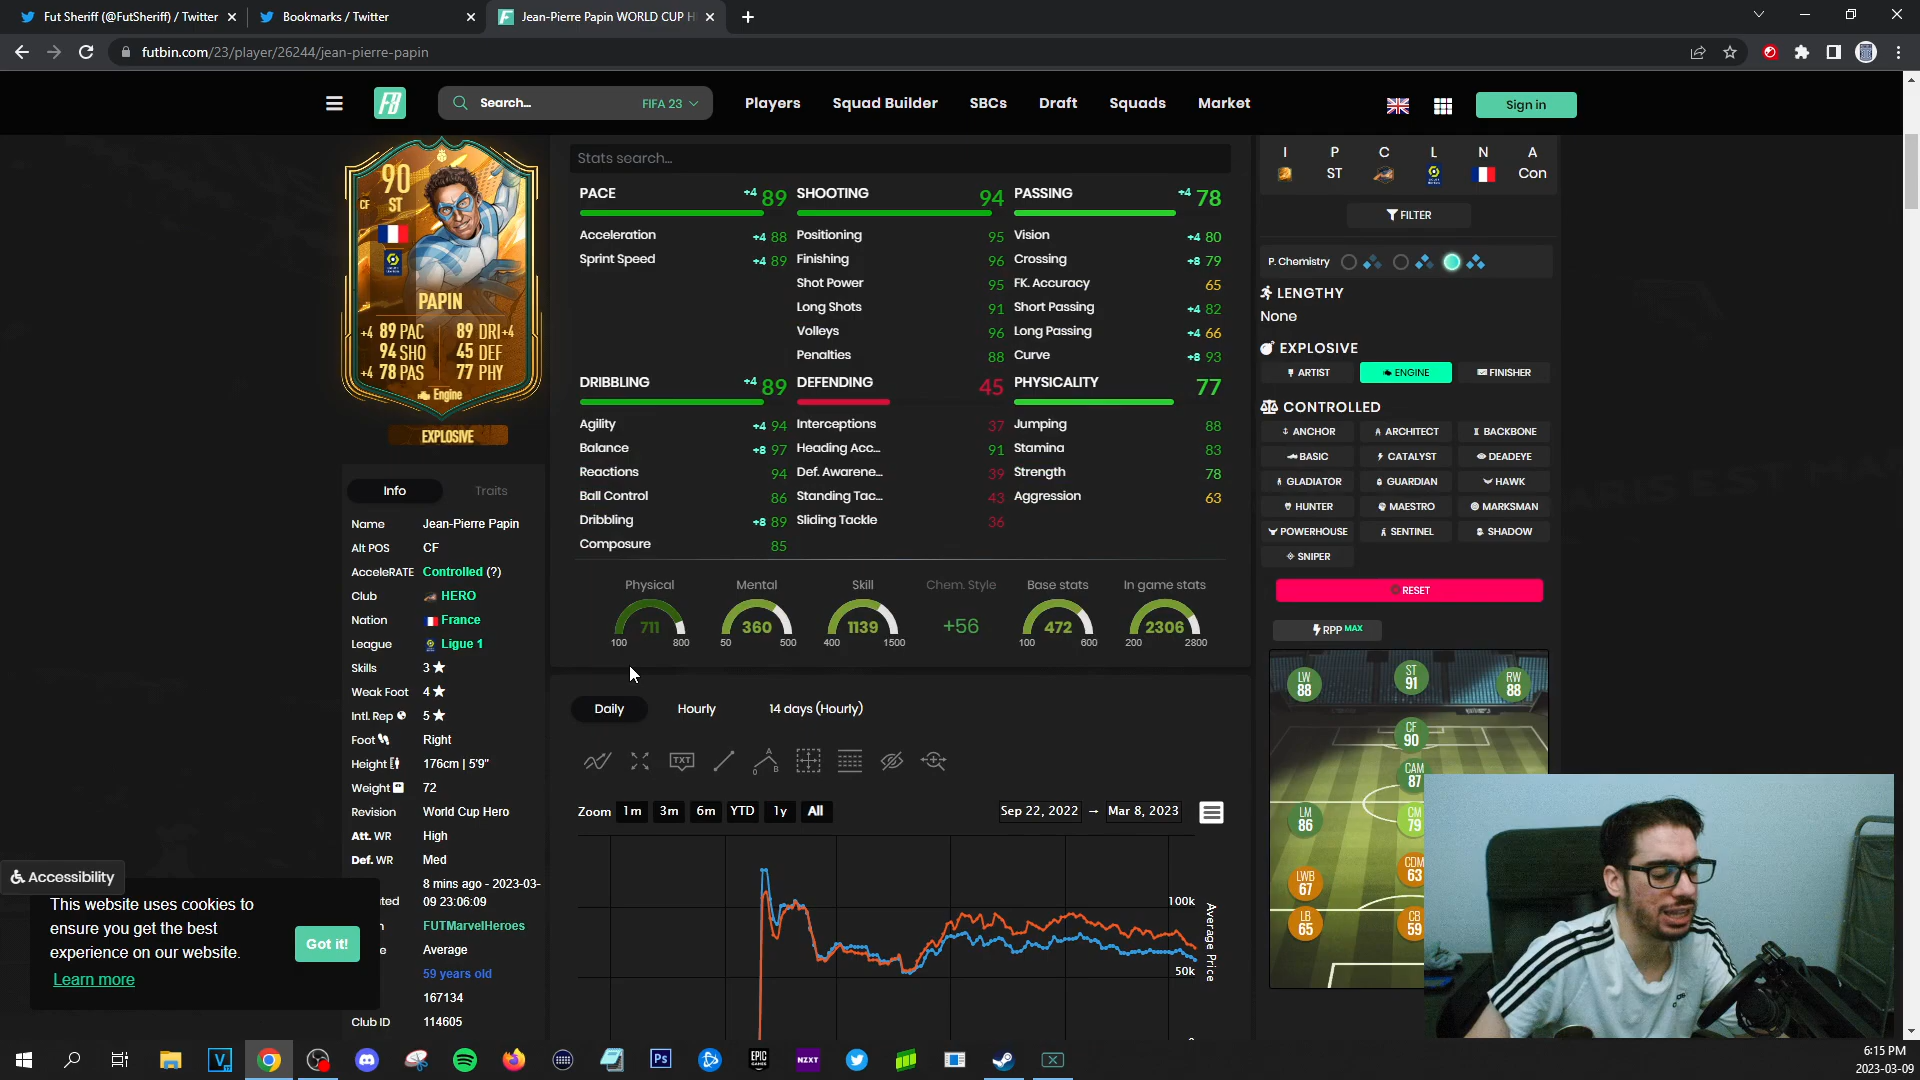 Fut Sheriff (@FutSheriff) / Twitter
Bookmarks / Twitter
Jean-Pierre Papin WORLD CUP H
futbin.com/23/player/26244/jean-pierre-papin
FB
Search...
FIFA 23
Players
Squad Builder
SBCs
Draft
Squads
Market
Sign in
90
CF
ST
PAPIN
+4 89 PAC
89 DRI+4
94 SHO
45 DEF
+4 78 PAS
77 PHY
Engine
EXPLOSIVE
Info
Traits
Name Jean-Pierre Papin
Alt POS CF
AcceleRATE Controlled (?)
Club HERO
Nation France
League Ligue 1
Skills 3
Weak Foot 4
Intl. Rep 5
Foot Right
Height 176cm | 5'9"
Weight 72
Revision World Cup Hero
Att. WR High
Def. WR Med
8 mins ago - 2023-03-
09 23:06:09
FUTMarvelHeroes
Average
59 years old
167134
Club ID 114605
Accessibility
This website uses cookies to
ensure you get the best
experience on our website.
Learn more
Got it!
Stats search...
PACE +4 89
Acceleration +4 88
Sprint Speed +4 89
SHOOTING 94
Positioning 95
Finishing 96
Shot Power 95
Long Shots 91
Volleys 96
Penalties 88
PASSING +4 78
Vision +4 80
Crossing +8 79
FK. Accuracy 65
Short Passing +4 82
Long Passing +4 66
Curve +8 93
DRIBBLING +4 89
Agility +4 94
Balance +8 97
Reactions 94
Ball Control 86
Dribbling +8 89
Composure 85
DEFENDING 45
Interceptions 37
Heading Acc... 91
Def. Awarene... 39
Standing Tac... 43
Sliding Tackle 36
PHYSICALITY 77
Jumping 88
Stamina 83
Strength 78
Aggression 63
Physical
711
100 800
Mental
360
50 500
Skill
1139
400 1500
Chem. Style
+56
Base stats
472
100 600
In game stats
2306
200 2800
Daily
Hourly
14 days (Hourly)
TXT
Zoom 1m 3m 6m YTD 1y All
Sep 22, 2022 → Mar 8, 2023
100k
50k
Average Price
I P C L N A
ST Con
FILTER
P. Chemistry
LENGTHY
None
EXPLOSIVE
ARTIST ENGINE FINISHER
CONTROLLED
ANCHOR ARCHITECT BACKBONE
BASIC CATALYST DEADEYE
GLADIATOR GUARDIAN HAWK
HUNTER MAESTRO MARKSMAN
POWERHOUSE SENTINEL SHADOW
SNIPER
RESET
RPP MAX
LW 88
ST 91
RW 88
CF 90
CAM 87
LM 86
CM 79
CDM 63
LWB 67
LB 65
CB 59
V
Ps
EPIC GAMES
NZXT
6:15 PM
2023-03-09